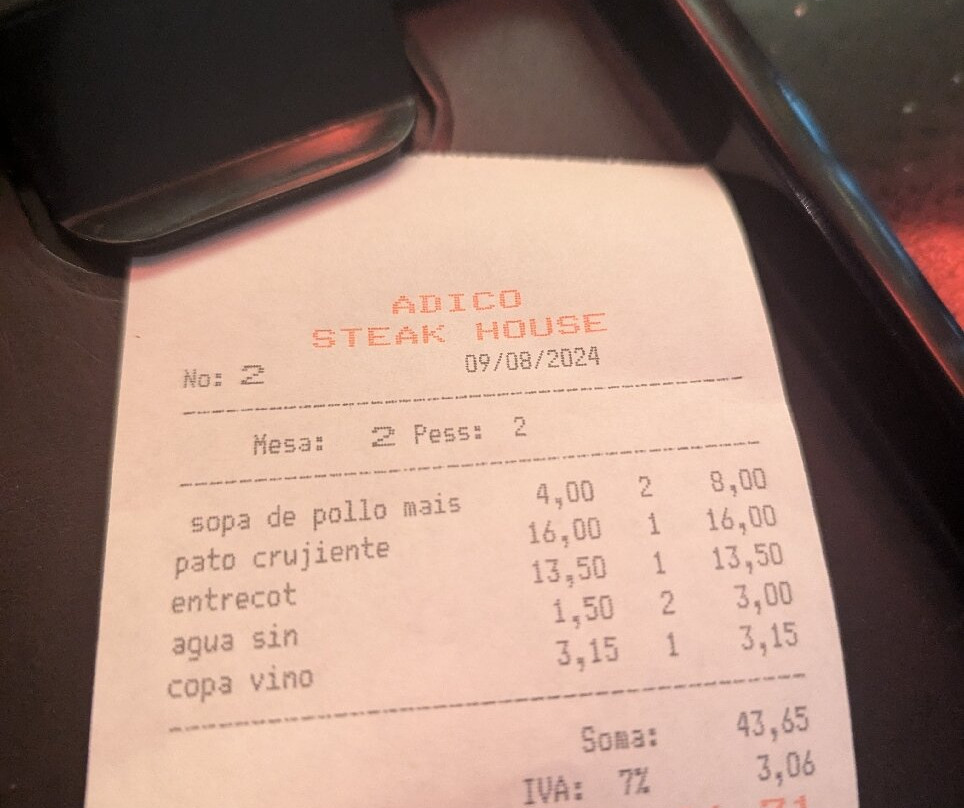 ADICO
STEAK HOUSE
No: 2 09/08/2024
Mesa: 2 Pess: 2
sopa de pollo mais 4,00 2 8,00
pato crujiente 16,00 1 16,00
entrecot 13,50 1 13,50
agua sin 1,50 2 3,00
copa vino 3,15 1 3,15
Soma: 43,65
IVA: 7% 3,06